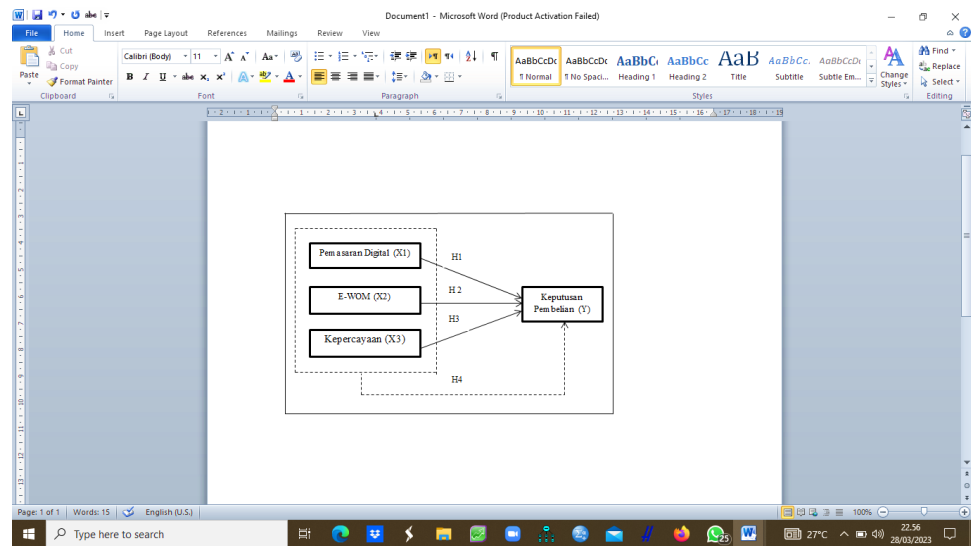 Document1 - Microsoft Word (Product Activation Failed)
File Home Insert Page Layout References Mailings Review View
Paste
Cut
Copy
Format Painter
Clipboard
Calibri (Body) 11
B I U abc x₂ x²
Font
Paragraph
AaBbCcDc AaBbCcDc AaBbC AaBbCc AaB AaBbCc. AaBbCcDc
¶ Normal ¶ No Spaci... Heading 1 Heading 2 Title Subtitle Subtle Em...
Change Styles
Styles
Find
Replace
Select
Editing
Pemasaran Digital (X1)
H1
E-WOM (X2)
H 2
Keputusan
Pembelian (Y)
H3
Kepercayaan (X3)
H4
Page: 1 of 1 Words: 15 English (U.S.) 100%
Type here to search
25
27°C
22.56
28/03/2023